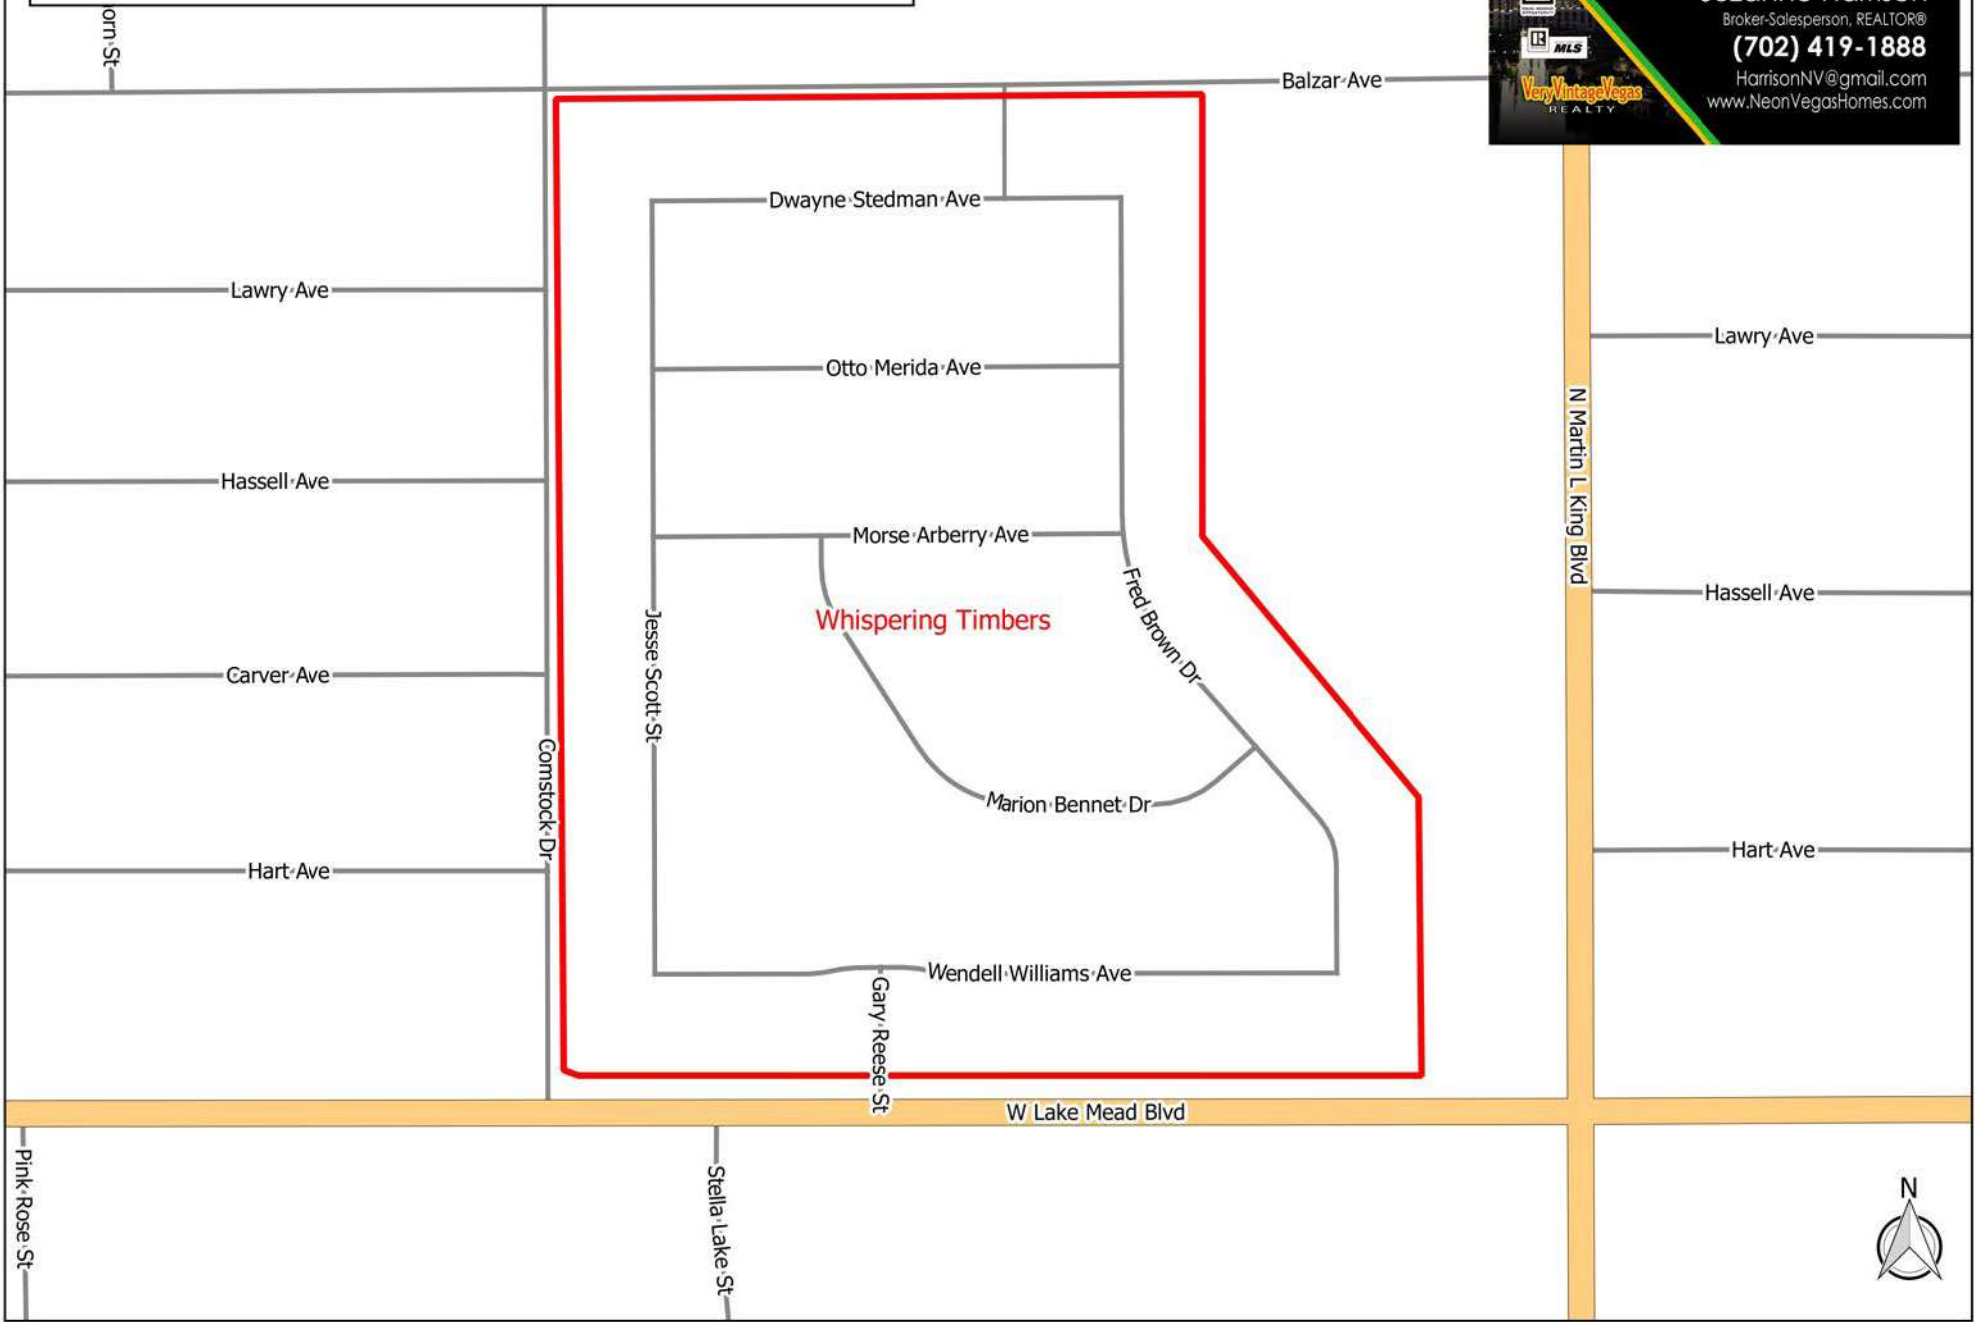 Broker-Salesperson, REALTOR®
(702) 419-1888
MLS
HarrisonNV@gmail.com
VeryVintageVegas
REALTY
www.NeonVegasHomes.com
Balzar Ave
Dwayne Stedman Ave
Lawry Ave
Lawry Ave
Otto Merida Ave
N Martin L King Blvd
Hassell Ave
Morse Arberry Ave
Hassell Ave
Fred Brown Dr
Whispering Timbers
Jesse Scott St
Carver Ave
Comstock Dr
Marion Bennet Dr
Hart Ave
Hart Ave
Wendell Williams Ave
Gary Reese St
W Lake Mead Blvd
Pink Rose St
Stella Lake St
N